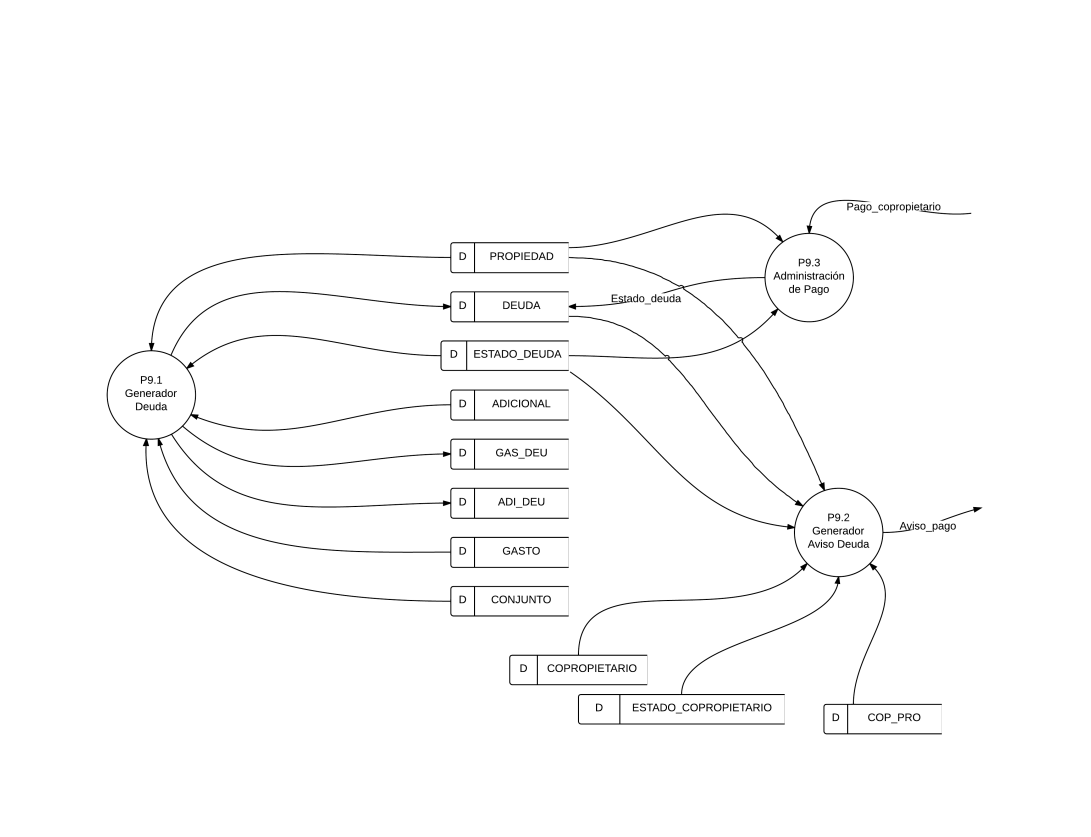 Pago_copropietario
D PROPIEDAD
P9.3
Administración
de Pago
D DEUDA
Estado_deuda
D ESTADO_DEUDA
P9.1
Generador
Deuda
D ADICIONAL
D GAS_DEU
D ADI_DEU
P9.2
Generador
Aviso Deuda
Aviso_pago
D GASTO
D CONJUNTO
D COPROPIETARIO
D ESTADO_COPROPIETARIO
D COP_PRO